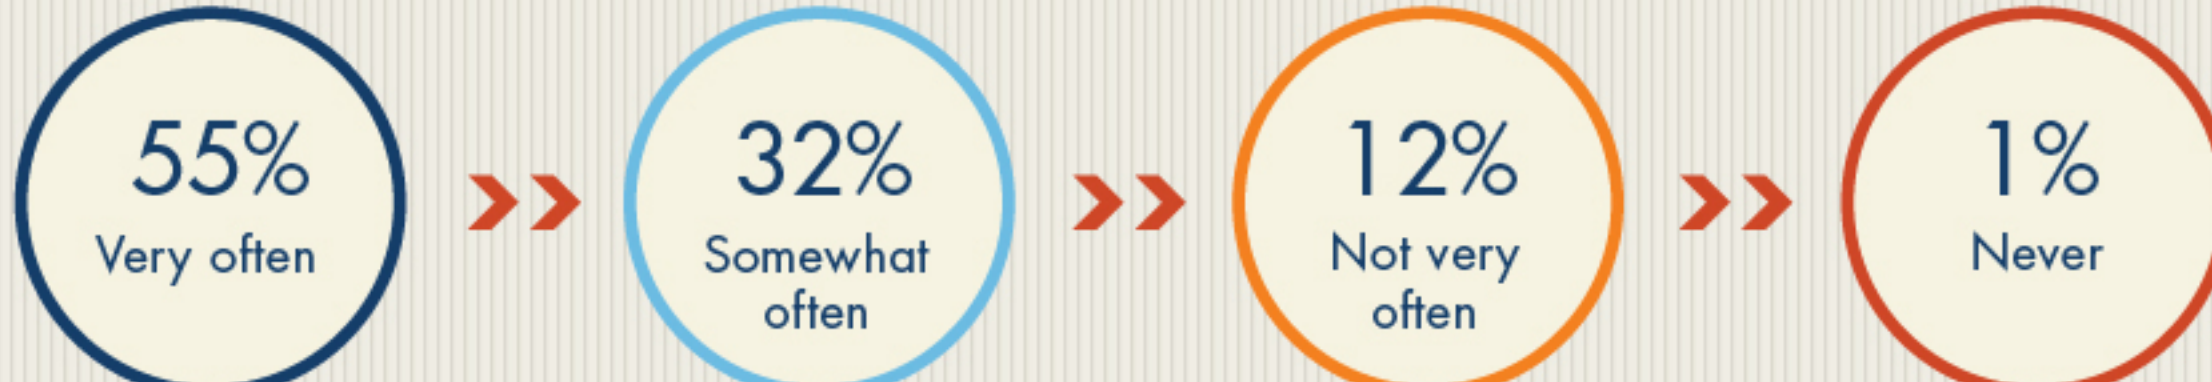 55%
Very often
32%
Somewhat
often
12%
Not very
often
1%
Never